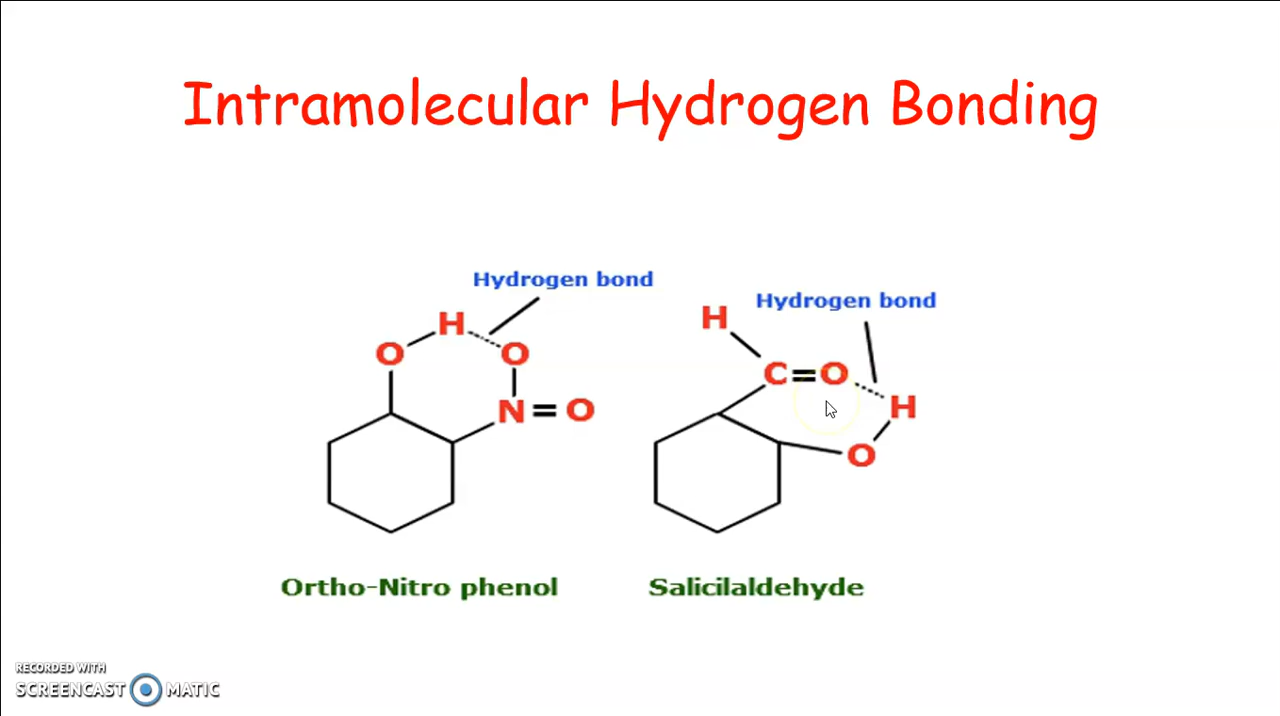 Intramolecular Hydrogen Bonding
Hydrogen bond
H
O
O
N = O
Ortho-Nitro phenol
Hydrogen bond
H
C=O
H
O
Salicilaldehyde
RECORDED WITH
SCREENCAST MATIC